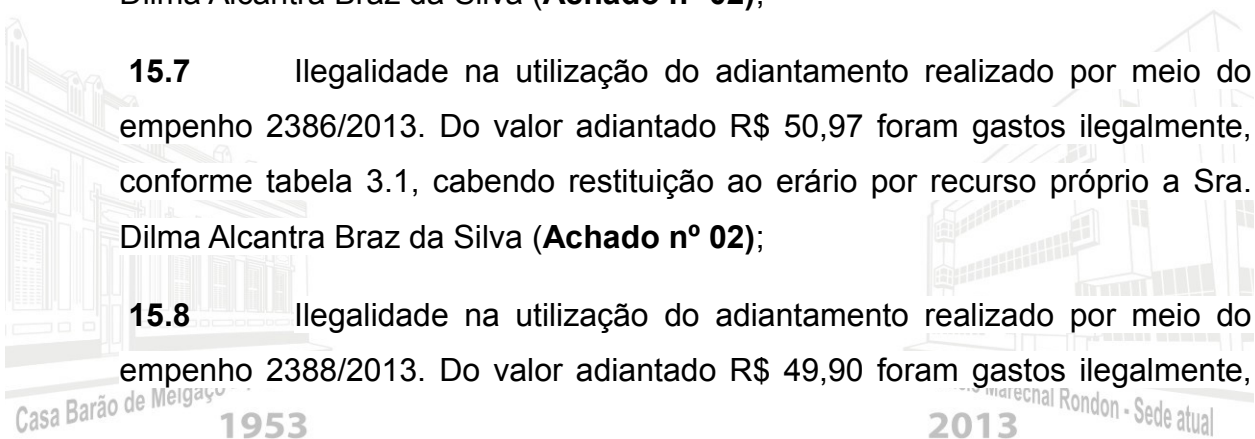 Dilma Alcantra Braz da Silva (Achado nº 02);
15.7 Ilegalidade na utilização do adiantamento realizado por meio do
empenho 2386/2013. Do valor adiantado R$ 50,97 foram gastos ilegalmente,
conforme tabela 3.1, cabendo restituição ao erário por recurso próprio a Sra.
Dilma Alcantra Braz da Silva (Achado nº 02);
15.8 Ilegalidade na utilização do adiantamento realizado por meio do
empenho 2388/2013. Do valor adiantado R$ 49,90 foram gastos ilegalmente,
Casa Barão de Melgaço
1953
Marechal Rondon - Sede atual
2013